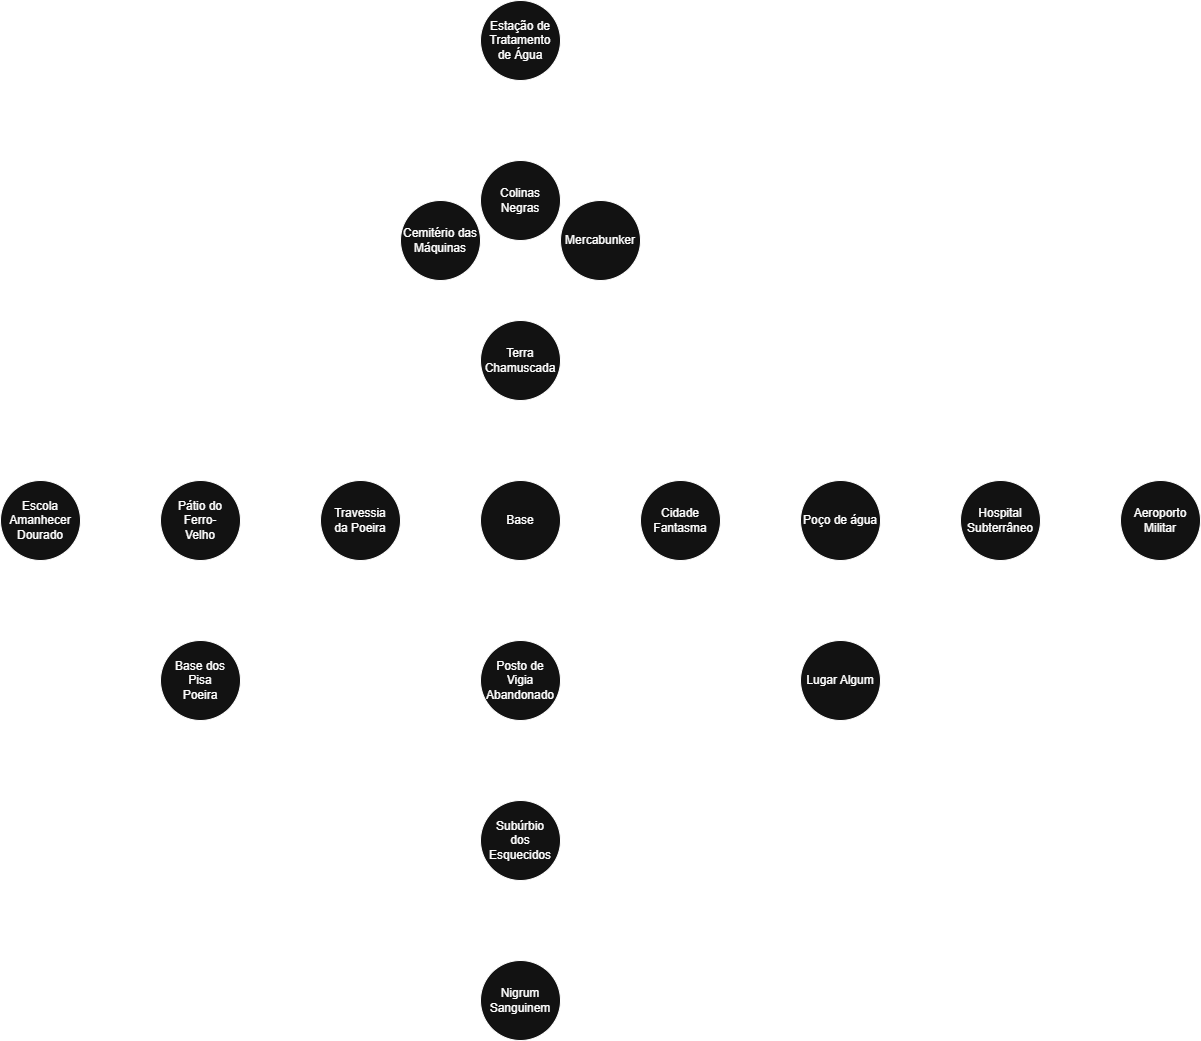 Estação de
Tratamento
de Água
Colinas
Negras
Cemitério das
Máquinas
Mercabunker
Terra
Chamuscada
Escola
Amanhecer
Dourado
Pátio do
Ferro-
Velho
Travessia
da Poeira
Base
Cidade
Fantasma
Poço de água
Hospital
Subterrâneo
Aeroporto
Militar
Base dos
Pisa
Poeira
Posto de
Vigia
Abandonado
Lugar Algum
Subúrbio
dos
Esquecidos
Nigrum
Sanguinem